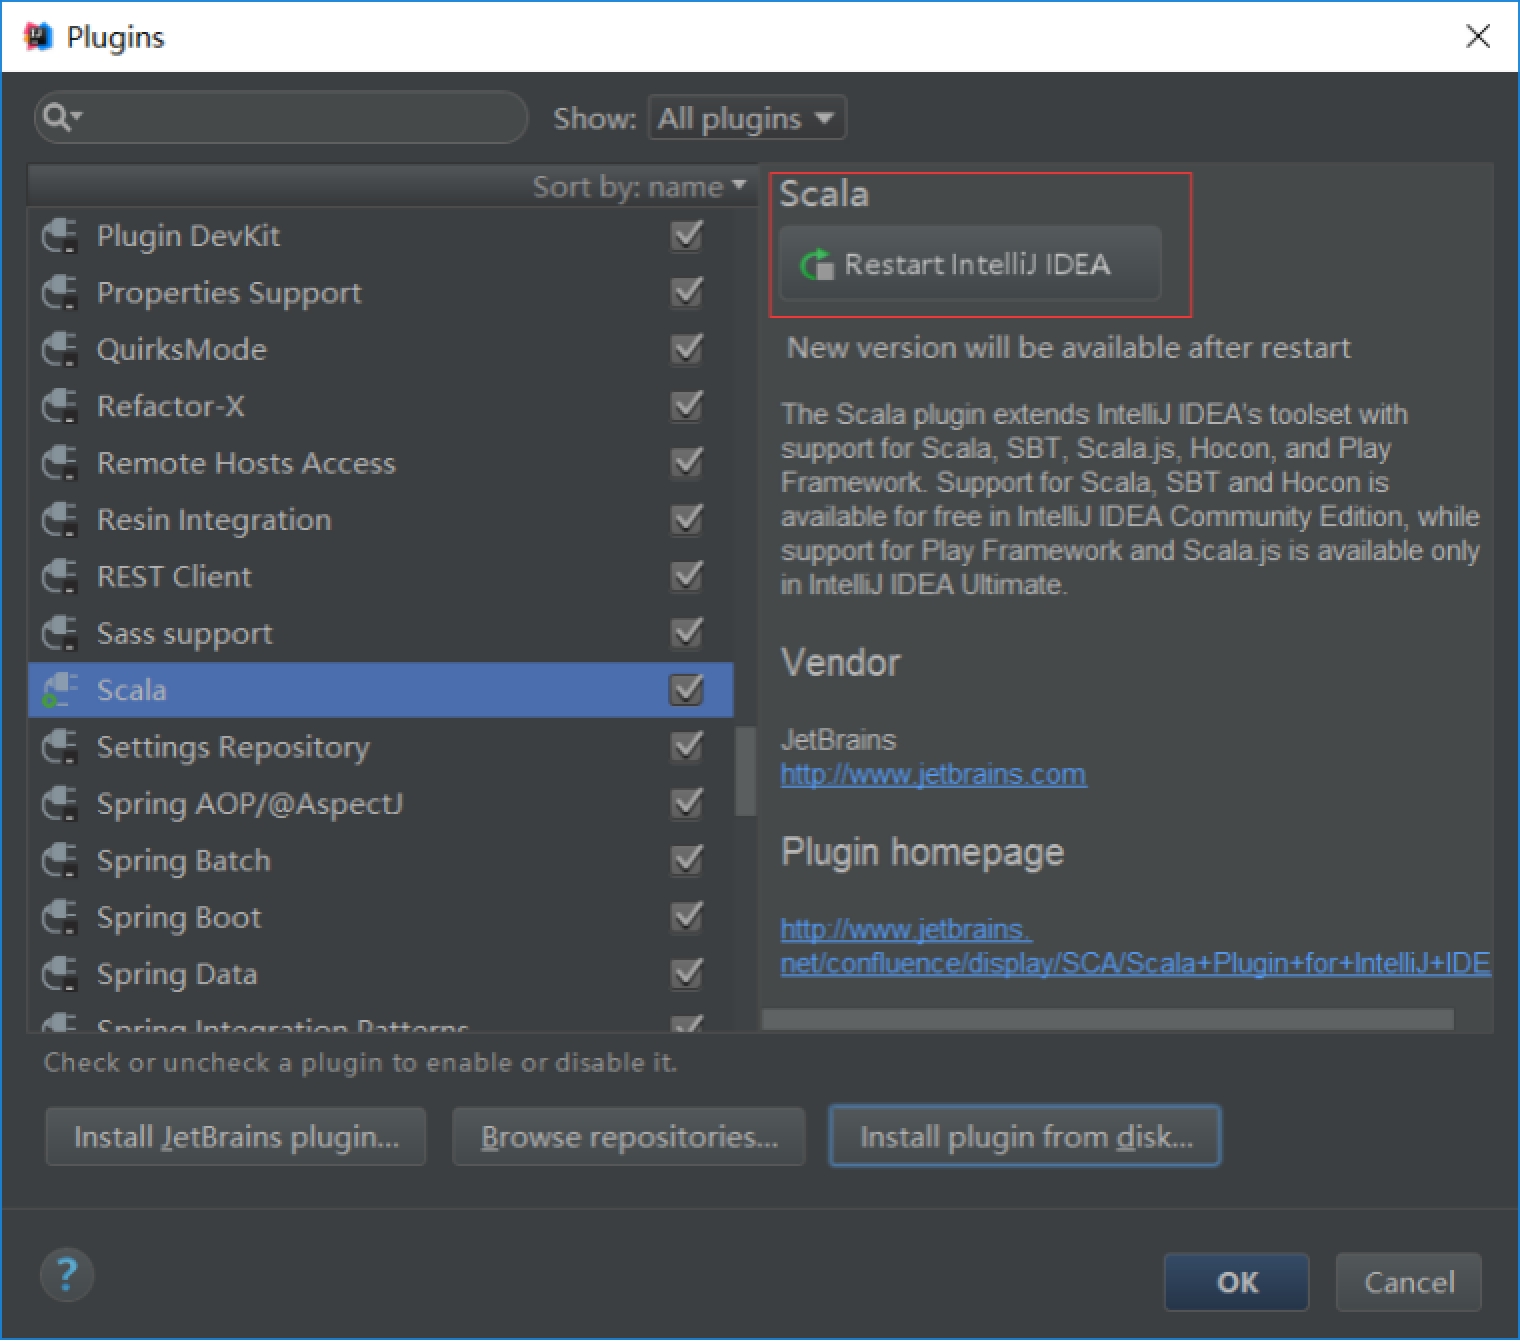 Plugins
Show: All plugins
Sort by: name
Plugin DevKit
Properties Support
QuirksMode
Refactor-X
Remote Hosts Access
Resin Integration
REST Client
Sass support
Scala
Settings Repository
Spring AOP/@AspectJ
Spring Batch
Spring Boot
Spring Data
Spring Integration Patterns
Check or uncheck a plugin to enable or disable it.
Scala
Restart IntelliJ IDEA
New version will be available after restart
The Scala plugin extends IntelliJ IDEA's toolset with
support for Scala, SBT, Scala.js, Hocon, and Play
Framework. Support for Scala, SBT and Hocon is
available for free in IntelliJ IDEA Community Edition, while
support for Play Framework and Scala.js is available only
in IntelliJ IDEA Ultimate.
Vendor
JetBrains
http://www.jetbrains.com
Plugin homepage
http://www.jetbrains.
net/confluence/display/SCA/Scala+Plugin+for+IntelliJ+IDE
Install JetBrains plugin...
Browse repositories...
Install plugin from disk...
?
OK
Cancel